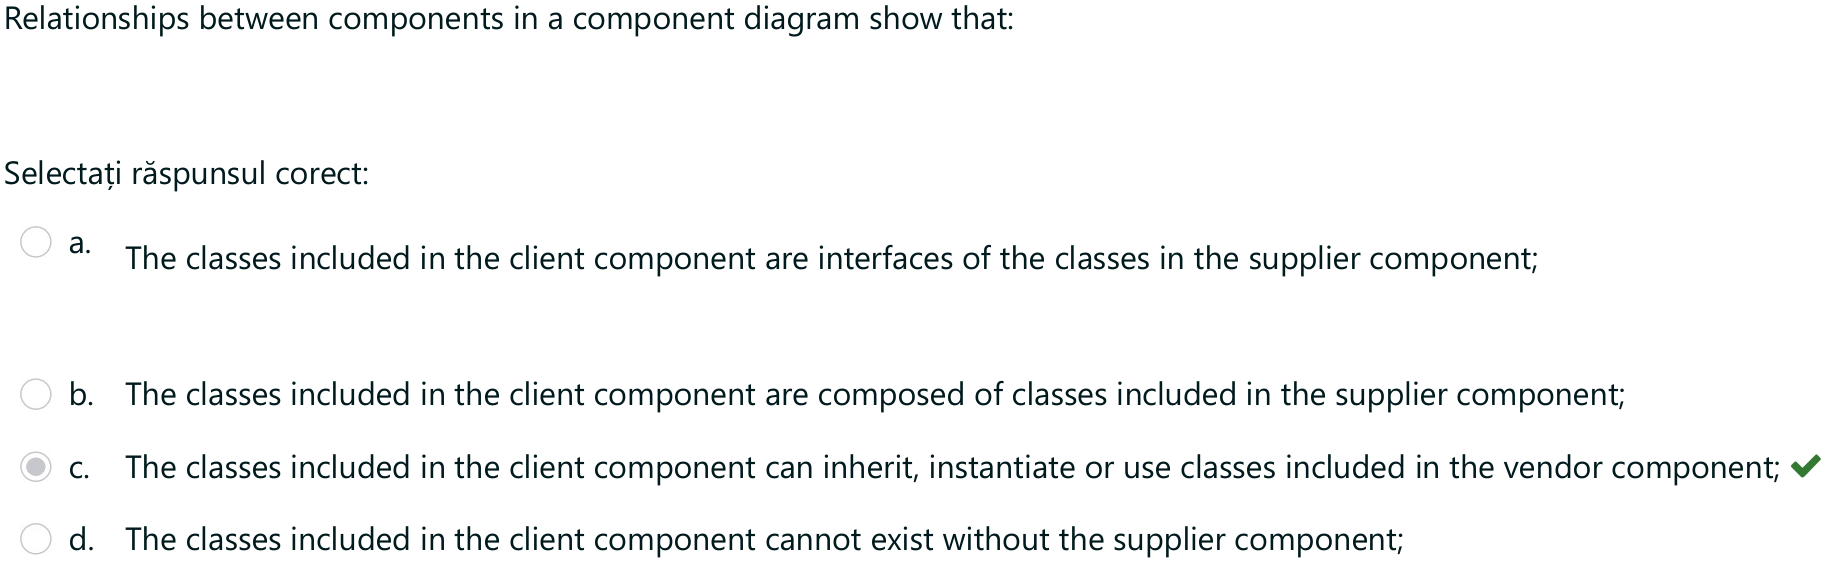 Relationships between components in a component diagram show that:
Selectați răspunsul corect:
a. The classes included in the client component are interfaces of the classes in the supplier component;
b. The classes included in the client component are composed of classes included in the supplier component;
c. The classes included in the client component can inherit, instantiate or use classes included in the vendor component;
d. The classes included in the client component cannot exist without the supplier component;